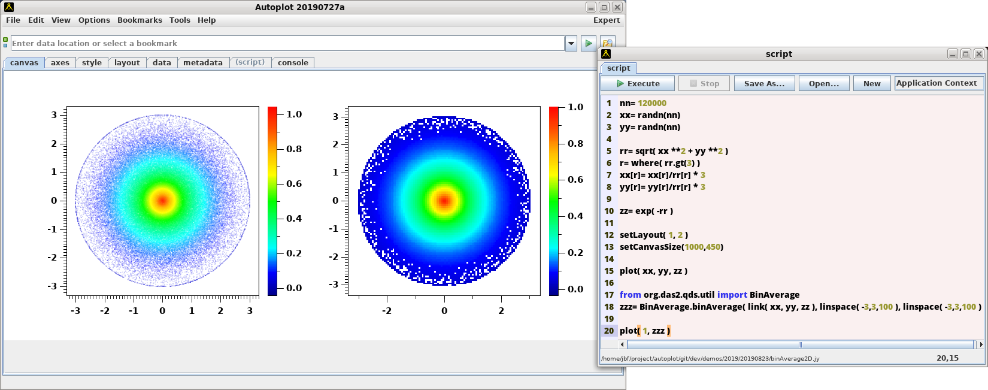 Autoplot 20190727a
File Edit View Options Bookmarks Tools Help Expert
Enter data location or select a bookmark
canvas axes style layout data metadata (script) console
3
2
1
0
-1
-2
-3
-3 -2 -1 0 1 2 3
1.0
0.8
0.6
0.4
0.2
0.0
3
2
1
0
-1
-2
-3
-2 0 2
1.0
0.8
0.6
0.4
0.2
0.0
script
script
Execute Stop Save As... Open... New Application Context
1 nn= 120000
2 xx= randn(nn)
3 yy= randn(nn)
4
5 rr= sqrt( xx **2 + yy **2 )
6 r= where( rr.gt(3) )
7 xx[r]= xx[r]/rr[r] * 3
8 yy[r]= yy[r]/rr[r] * 3
9
10 zz= exp( -rr )
11
12 setLayout( 1, 2 )
13 setCanvasSize(1000,450)
14
15 plot( xx, yy, zz )
16
17 from org.das2.qds.util import BinAverage
18 zzz= BinAverage.binAverage( link( xx, yy, zz ), linspace( -3,3,100 ), linspace( -3,3,100 )
19
20 plot( 1, zzz )
/home/jbf/project/autoplot/git/dev/demos/2019/20190823/binAverage2D.jy 20,15